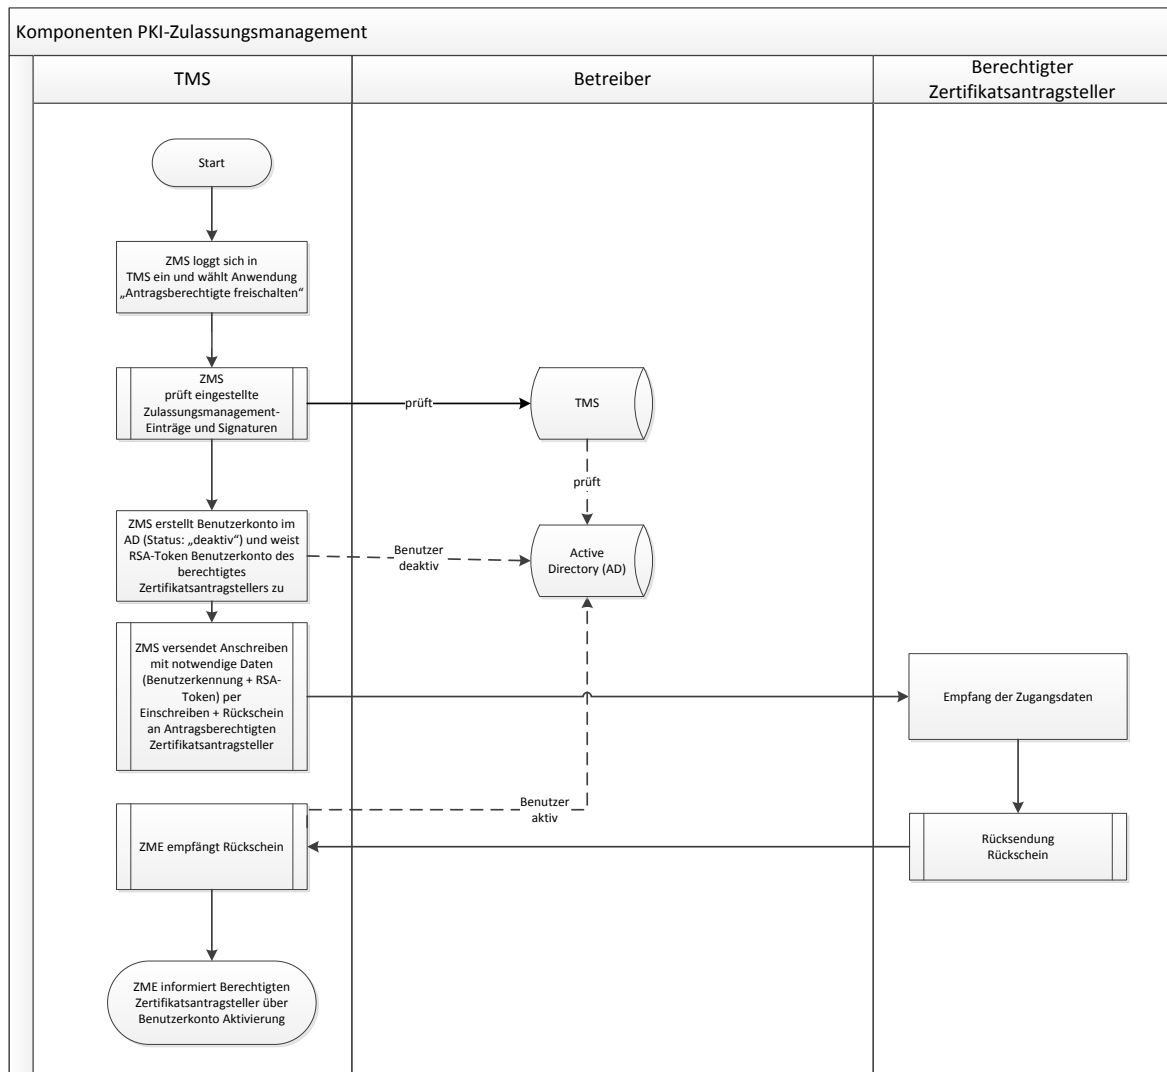 Komponenten PKI-Zulassungsmanagement
TMS
Betreiber
Berechtigter
Zertifikatsantragsteller
Start
ZMS loggt sich in
TMS ein und wählt Anwendung
„Antragsberechtigte freischalten“
ZMS
prüft eingestellte
Zulassungsmanagement-
Einträge und Signaturen
prüft
TMS
prüft
ZMS erstellt Benutzerkonto im
AD (Status: „deaktiv“) und weist
RSA-Token Benutzerkonto des
berechtigtes
Zertifikatsantragstellers zu
Benutzer
deaktiv
Active
Directory (AD)
ZMS versendet Anschreiben
mit notwendige Daten
(Benutzerkennung + RSA-
Token) per
Einschreiben + Rückschein
an Antragsberechtigten
Zertifikatsantragsteller
Empfang der Zugangsdaten
Benutzer
aktiv
ZME empfängt Rückschein
Rücksendung
Rückschein
ZME informiert Berechtigten
Zertifikatsantragsteller über
Benutzerkonto Aktivierung